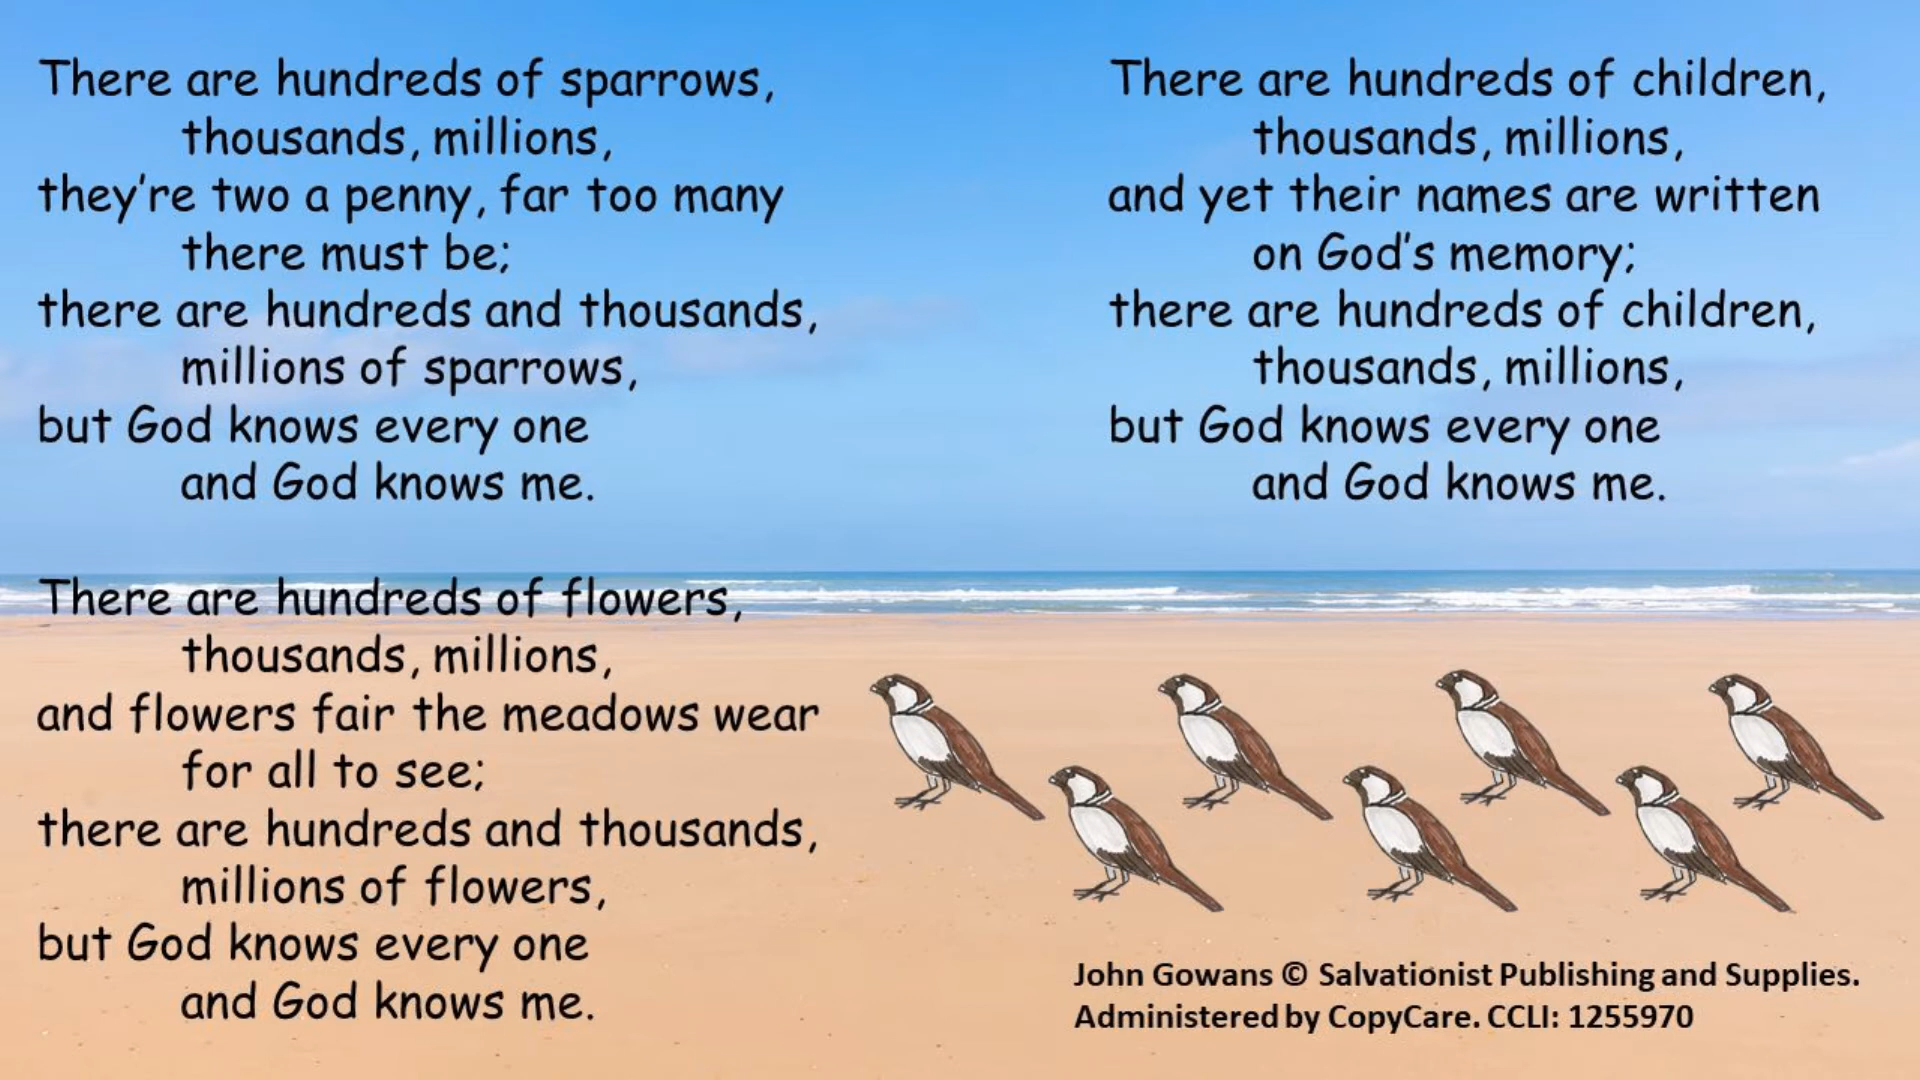 There are hundreds of sparrows,
thousands, millions,
they're two a penny, far too many
there must be;
there are hundreds and thousands,
millions of sparrows,
but God knows every one
and God knows me.
There are hundreds of flowers,
thousands, millions,
and flowers fair the meadows wear
for all to see;
there are hundreds and thousands,
millions of flowers,
but God knows every one
and God knows me.
There are hundreds of children,
thousands, millions,
and yet their names are written
on God's memory;
there are hundreds of children,
thousands, millions,
but God knows every one
and God knows me.
John Gowans © Salvationist Publishing and Supplies.
Administered by CopyCare. CCLI: 1255970